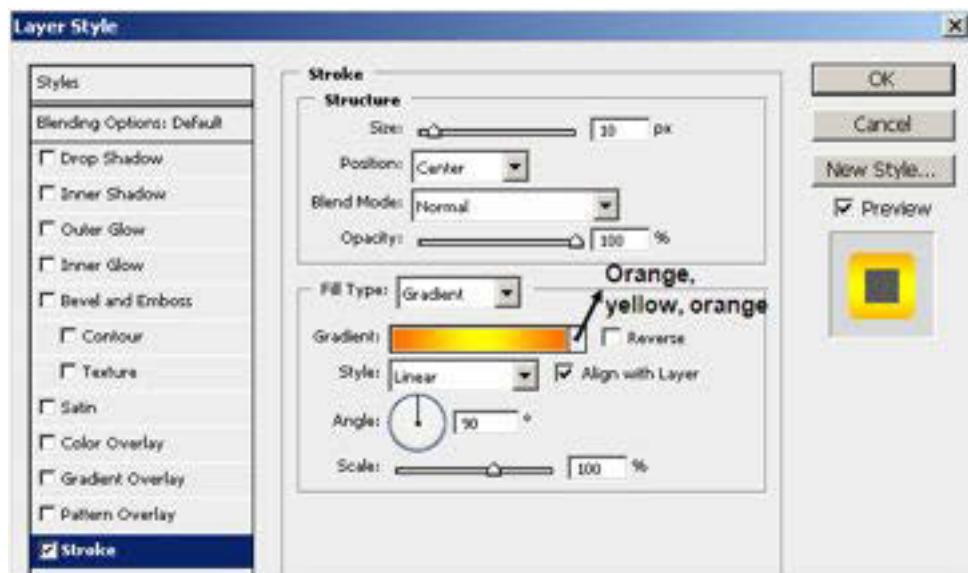 Layer Style
Styles
Blending Options: Default
Drop Shadow
Inner Shadow
Outer Glow
Inner Glow
Bevel and Emboss
Contour
Texture
Satin
Color Overlay
Gradient Overlay
Pattern Overlay
Stroke
Stroke
Structure
Size: 10 px
Position: Center
Blend Mode: Normal
Opacity: 100 %
Fill Type: Gradient
Orange,
yellow, orange
Gradient: Reverse
Style: Linear Align with Layer
Angle: 90 °
Scale: 100 %
OK
Cancel
New Style...
Preview